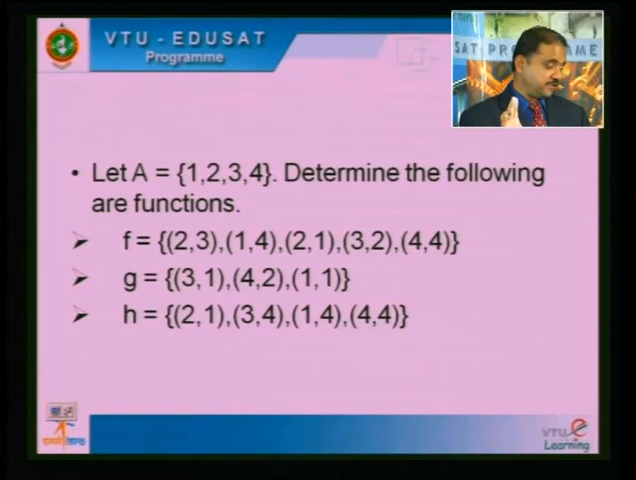 VTU - EDUSAT
Programme
SAT PROGRAMME
• Let A = {1,2,3,4}. Determine the following
are functions.
➢ f = {(2,3),(1,4),(2,1),(3,2),(4,4)}
➢ g = {(3,1),(4,2),(1,1)}
➢ h = {(2,1),(3,4),(1,4),(4,4)}
VTU e
Learning